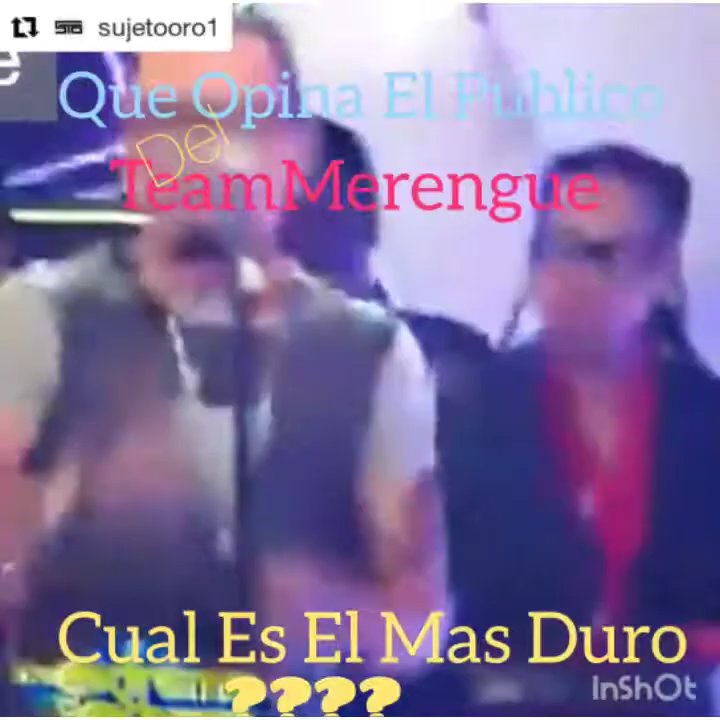 sujetooro1
e
Que Opina El Publico
Del
TeamMerengue
Cual Es El Mas Duro
????
InShOt